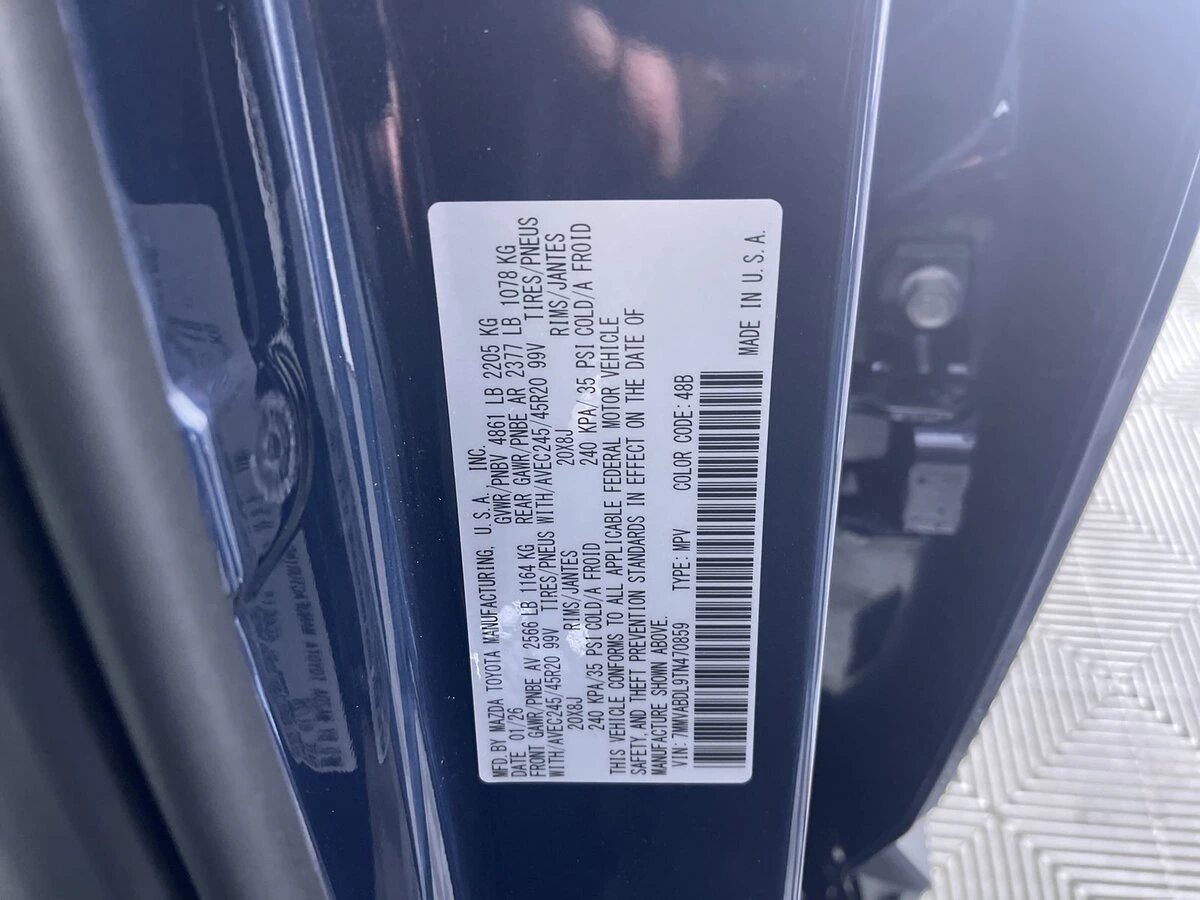 MFD.BY MAZDA TOYOTA MANUFACTURING, U.S.A. INC.
DATE 01/26 GVWR/PNBV 4861 LB 2205 KG
FRONT GAWR/PNBE AV 2566 LB 1164 KG REAR GAWR/PNBE AR 2377 LB 1078 KG
WITH/AVEC245/45R20 99V TIRES/PNEUS WITH/AVEC245/45R20 99V TIRES/PNEUS
20X8J RIMS/JANTES 20X8J RIMS/JANTES
240 KPA/35 PSI COLD/A FROID 240 KPA/35 PSI COLD/A FROID
THIS VEHICLE CONFORMS TO ALL APPLICABLE FEDERAL MOTOR VEHICLE
SAFETY,AND THEFT PREVENTION STANDARDS IN EFFECT ON THE DATE OF
MANUFACTURE SHOWN ABOVE.
VIN:7MMVABDL9TN470859 TYPE:MPV COLOR CODE:48B
MADE IN U.S.A.